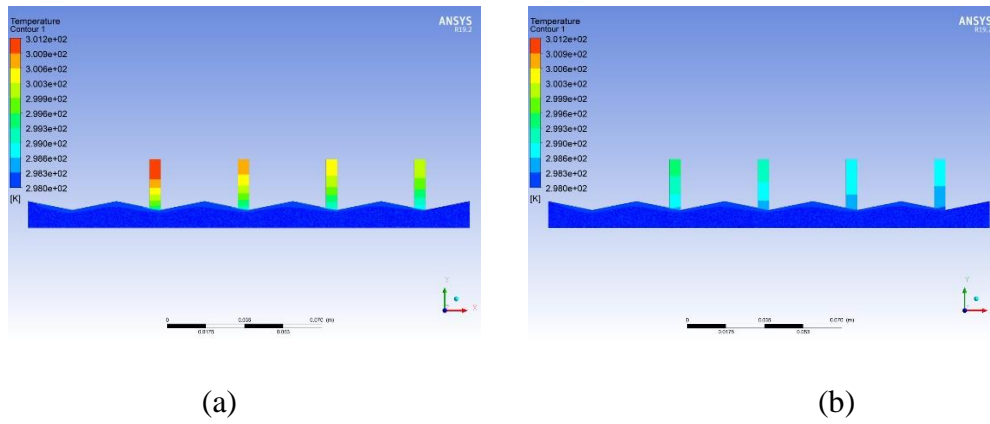 Temperature
Contour 1
3.012e+02
3.009e+02
3.006e+02
3.003e+02
2.999e+02
2.996e+02
2.993e+02
2.990e+02
2.986e+02
2.983e+02
2.980e+02
[K]
ANSYS
R19.2
Y
X
0
0.035
0.070 (m)
0.0175
0.053
(a)
Temperature
Contour 1
3.012e+02
3.009e+02
3.006e+02
3.003e+02
2.999e+02
2.996e+02
2.993e+02
2.990e+02
2.986e+02
2.983e+02
2.980e+02
[K]
ANSYS
R19.2
0
0.035
0.070 (m)
0.0175
0.053
(b)